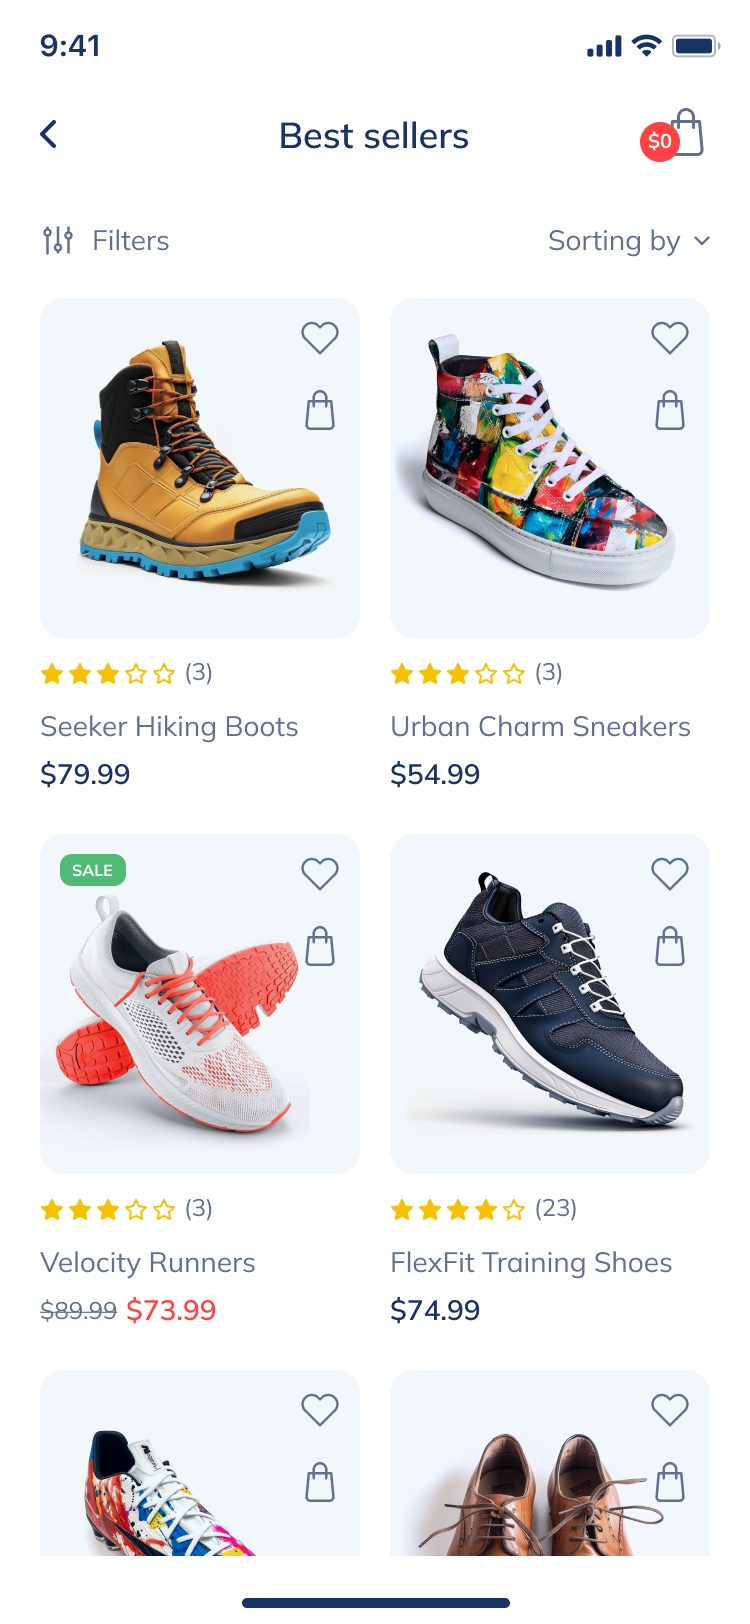 9:41
Best sellers
$0
Filters
Sorting by
(3)
(3)
Seeker Hiking Boots
Urban Charm Sneakers
$79.99
$54.99
SALE
(3)
(23)
Velocity Runners
FlexFit Training Shoes
$89.99 $73.99
$74.99